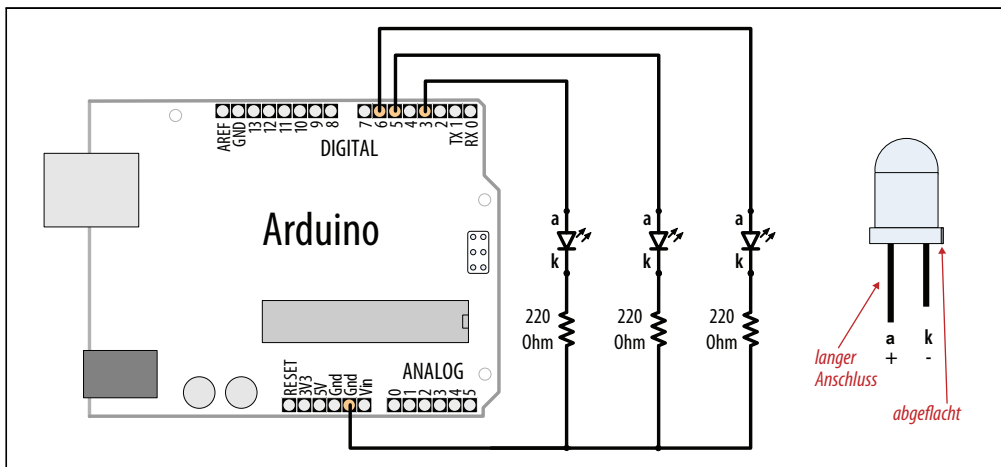 AREF
GND
13
12
11
10
9
8
7
6
5
4
3
2
TX 1
RX 0
DIGITAL
Arduino
a
k
220
Ohm
a
k
220
Ohm
a
k
220
Ohm
RESET
3V3
5V
Gnd
Gnd
Vin
ANALOG
0
1
2
3
4
5
a
+
k
-
langer
Anschluss
abgeflacht